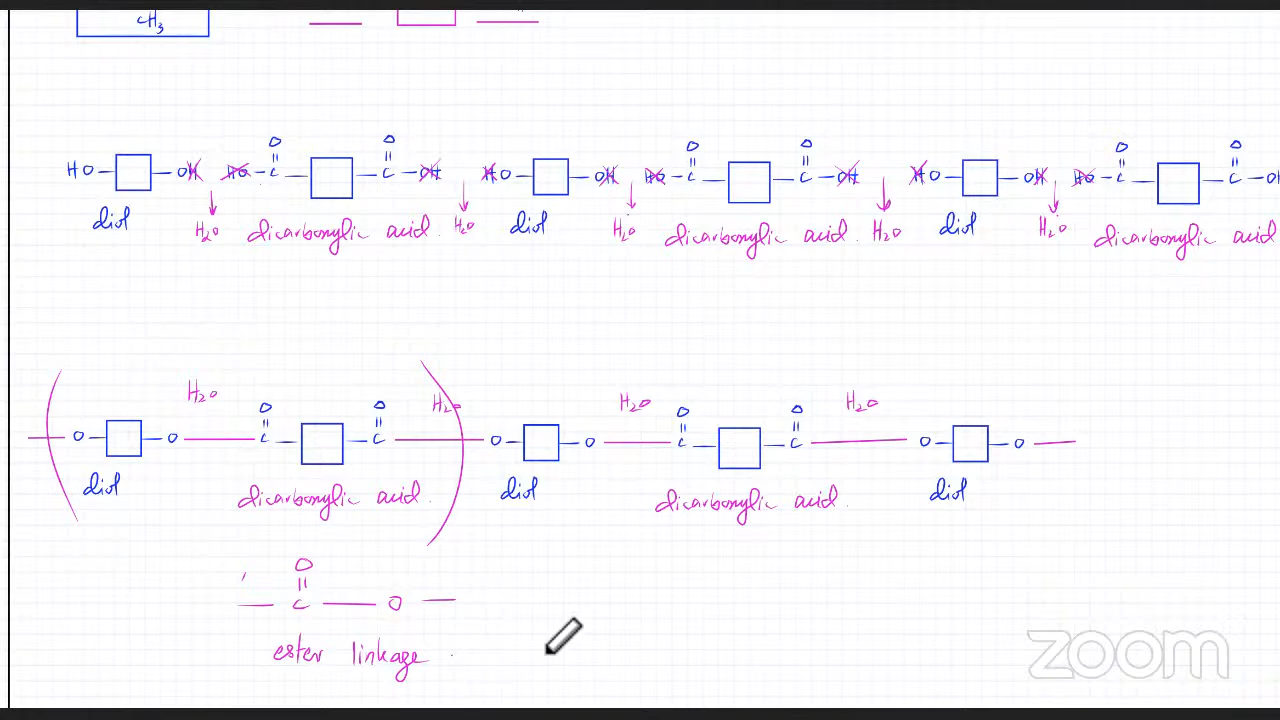 CH3
O O O O O O
HO OH HO C C OH HO OH HO C C OH HO OH HO C C OH
diol H2O dicarboxylic acid. H2O diol H2O dicarboxylic acid. H2O diol H2O dicarboxylic acid
H2O H2O H2O H2O
O O O O
O O C C O O C C O O
diol dicarboxylic acid. diol dicarboxylic acid. diol
O
C O
ester linkage.
zoom